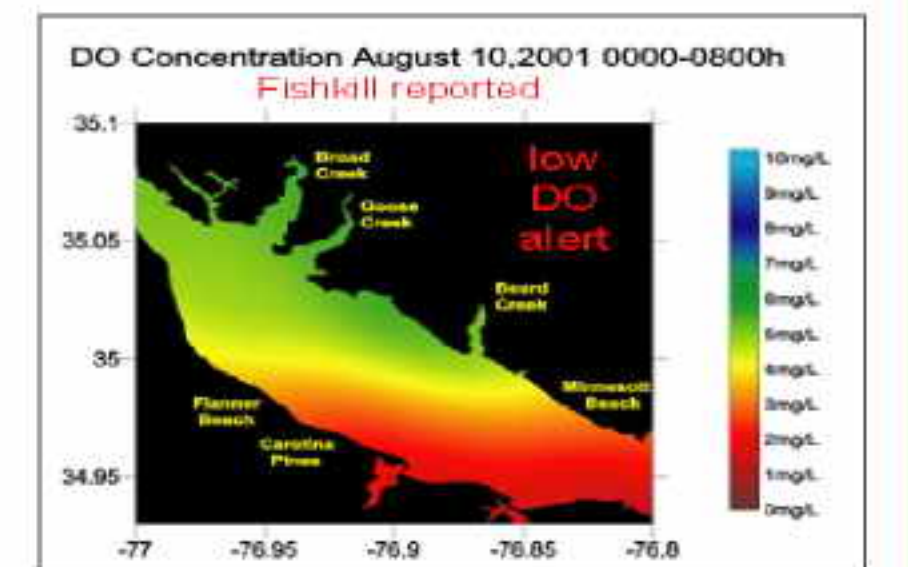 DO Concentration August 10,2001 0000-0800h
Fishkill reported
35.1
35.05
35
34.95
Broad
Creek
Goose
Creek
low
DO
alert
Beard
Creek
Minnesott
Beach
Flanner
Beach
Carolina
Pines
-77
-76.95
-76.9
-76.85
-76.8
10mg/L
9mg/L
8mg/L
7mg/L
6mg/L
5mg/L
4mg/L
3mg/L
2mg/L
1mg/L
0mg/L